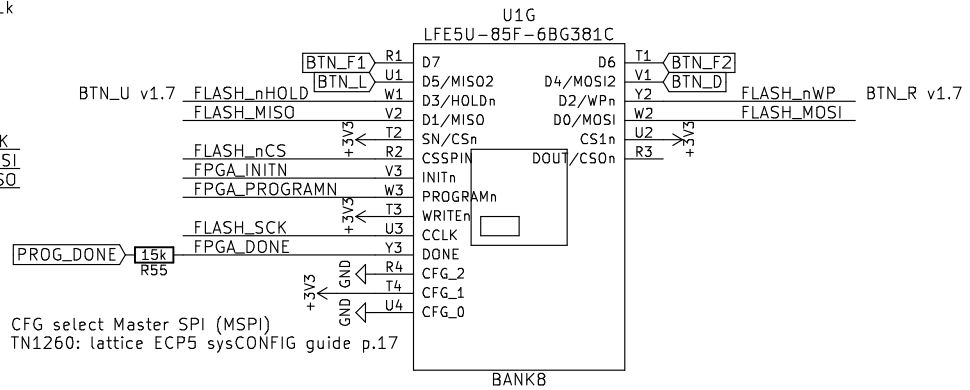 lk
U1G
LFE5U-85F-6BG381C
BTN_F1 R1 D7 D6 T1 BTN_F2
BTN_L U1 D5/MISO2 D4/MOSI2 V1 BTN_D
BTN_U v1.7 FLASH_nHOLD W1 D3/HOLDn D2/WPn Y2 FLASH_nWP BTN_R v1.7
FLASH_MISO V2 D1/MISO D0/MOSI W2 FLASH_MOSI
K +3V3 T2 SN/CSn CS1n U2 +3V3
SI FLASH_nCS R2 CSSPIN DOUT/CSOn R3
SO FPGA_INITN V3 INITn
FPGA_PROGRAMN W3 PROGRAMn
+3V3 T3 WRITEn
FLASH_SCK U3 CCLK
PROG_DONE 15k FPGA_DONE Y3 DONE
R55
GND R4 CFG_2
+3V3 T4 CFG_1
GND U4 CFG_0
CFG select Master SPI (MSPI)
TN1260: lattice ECP5 sysCONFIG guide p.17
BANK8